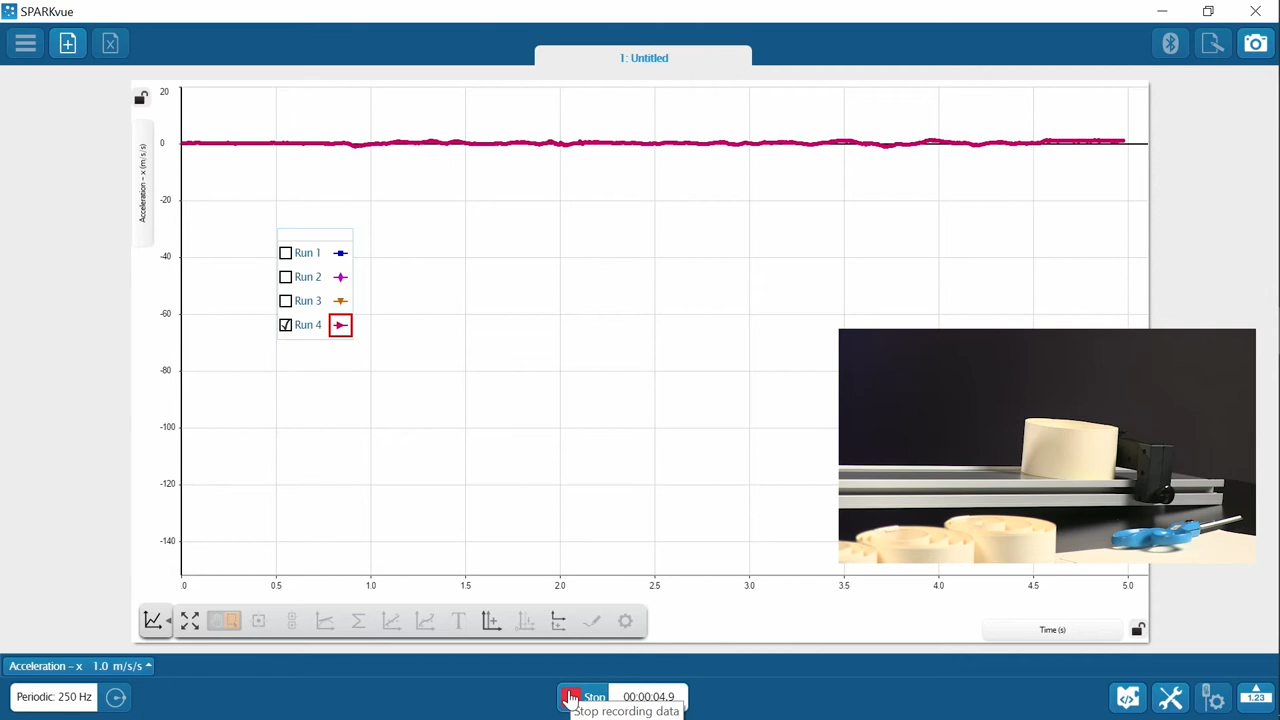 SPARKvue
1: Untitled
20
0
-20
-40
-60
-80
-100
-120
-140
Acceleration – x (m/s/s)
Run 1
Run 2
Run 3
Run 4
.0 0.5 1.0 1.5 2.0 2.5 3.0 3.5 4.0 4.5 5.0
Time (s)
Acceleration – x 1.0 m/s/s
Periodic: 250 Hz
Stop 00:00:04.9
Stop recording data
1.23